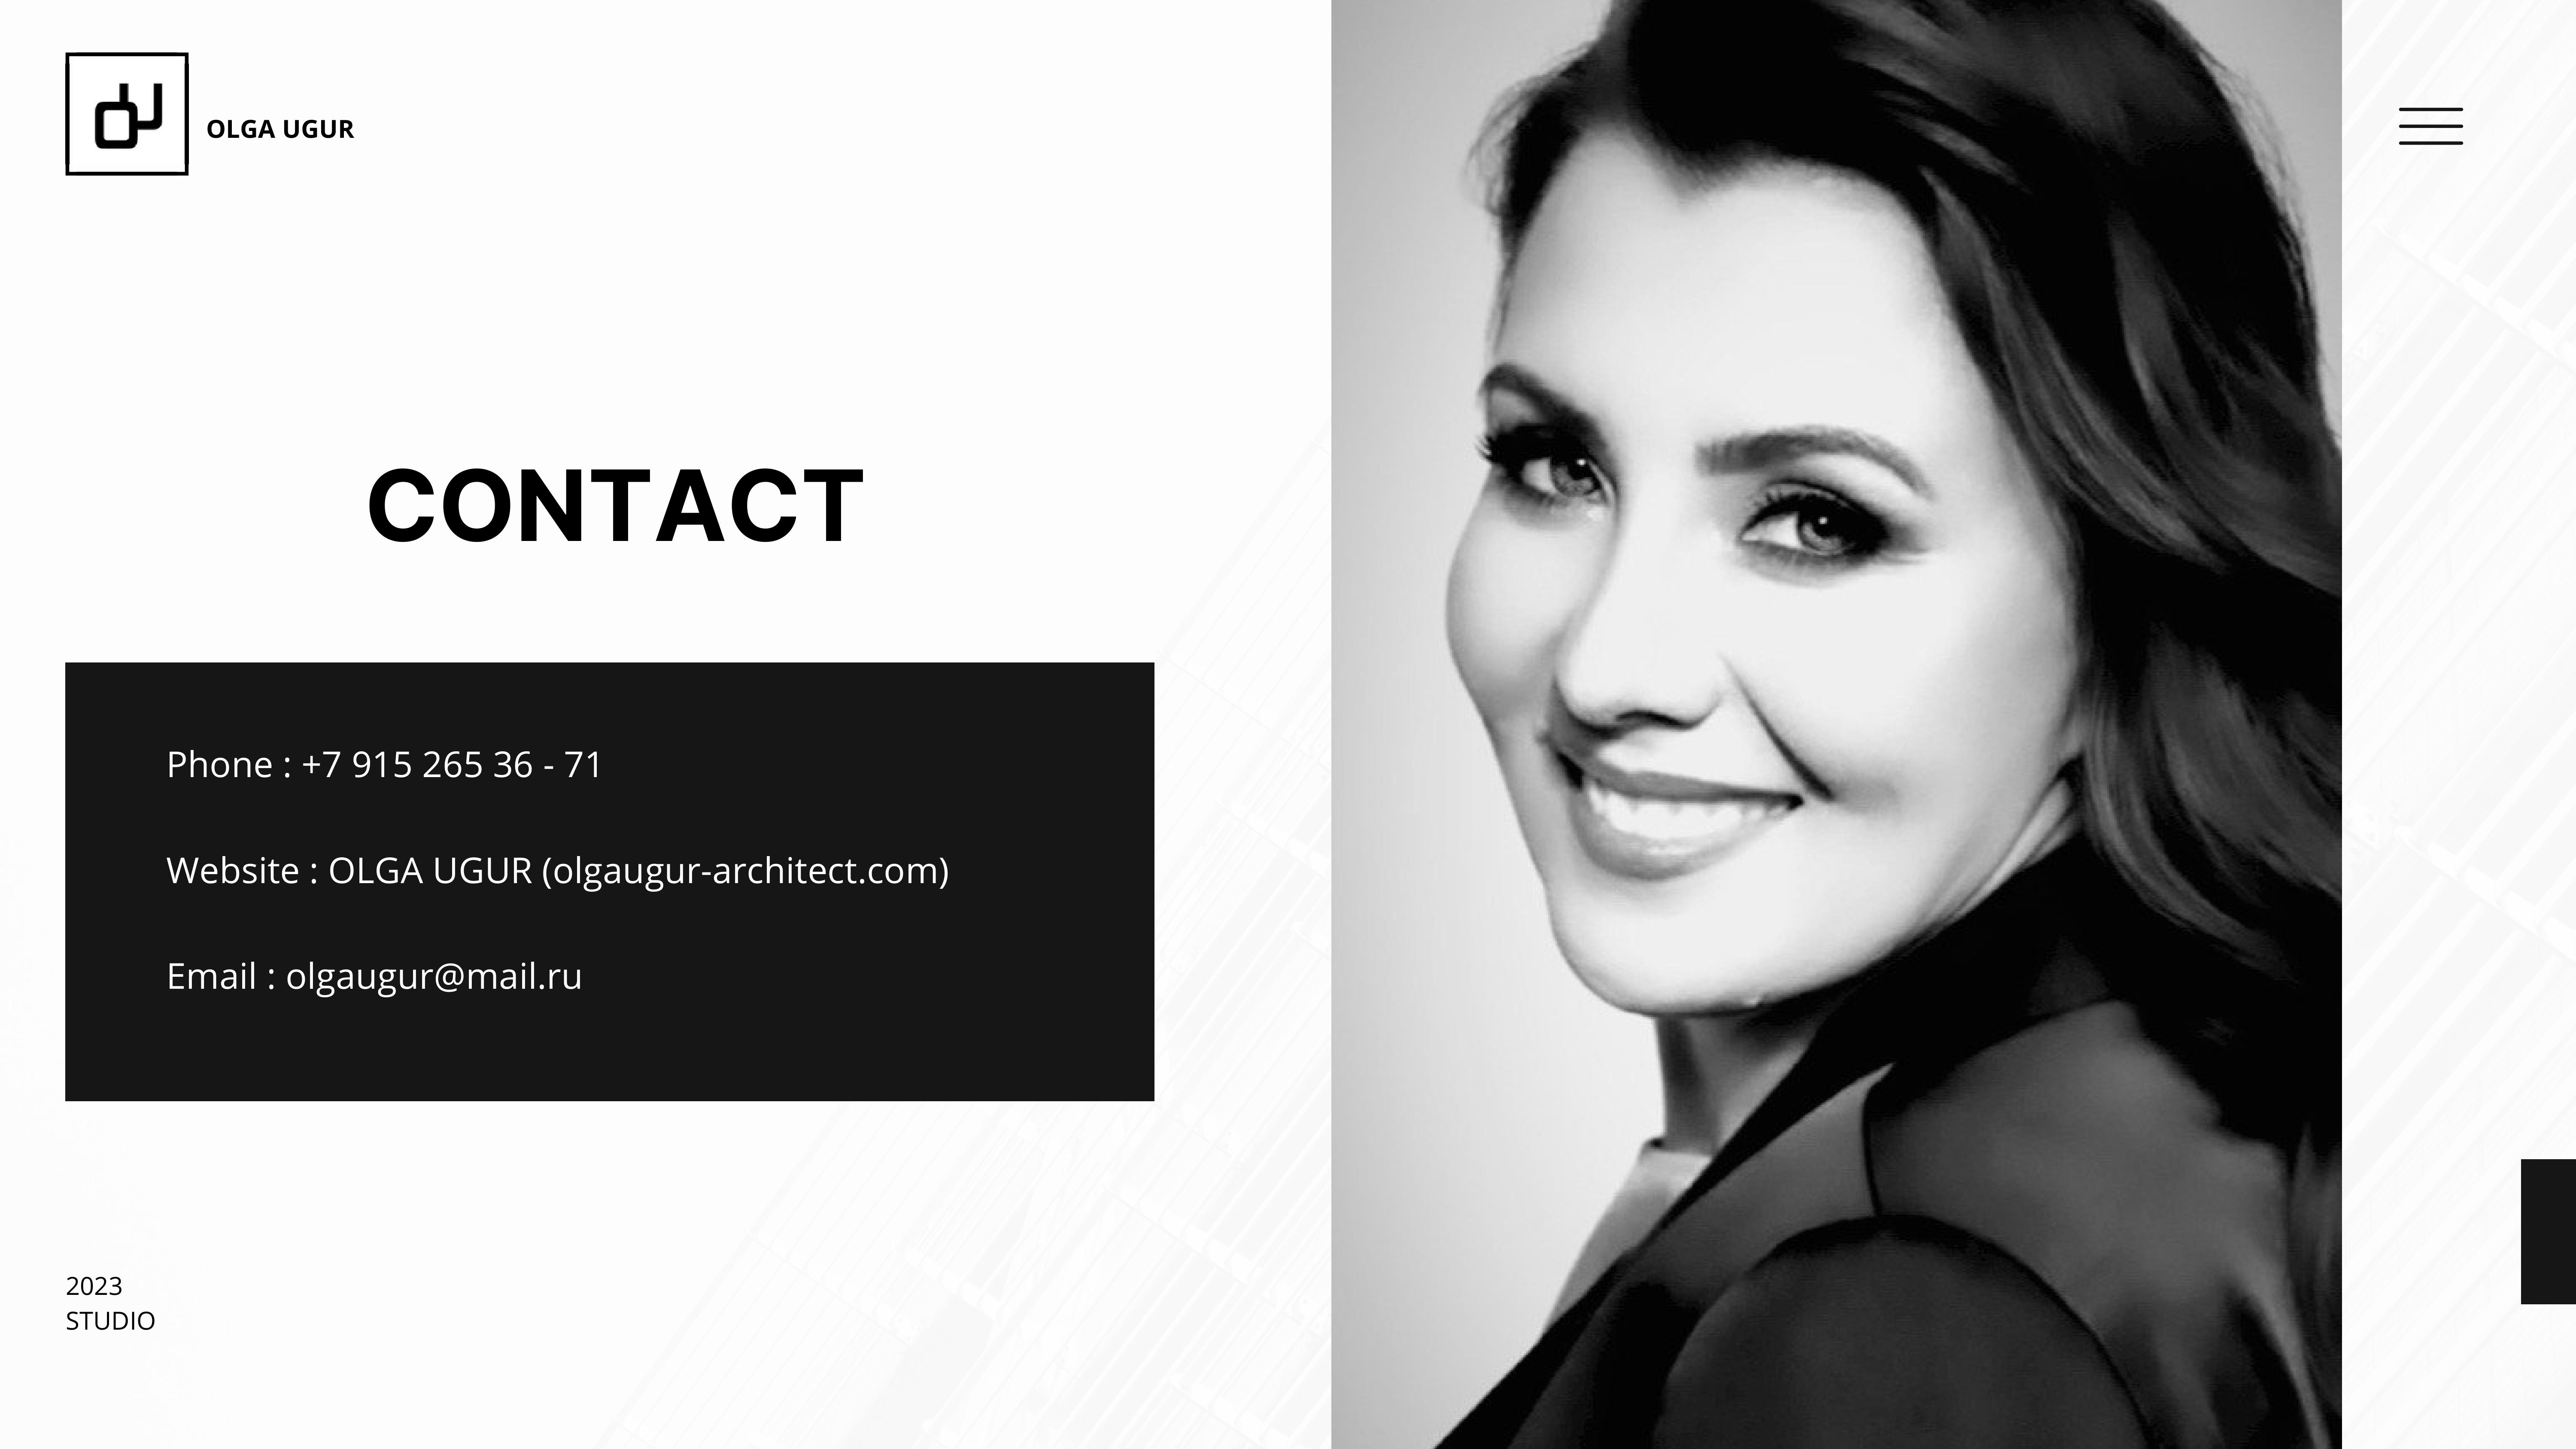 OLGA UGUR
CONTACT
Phone : +7 915 265 36 - 71
Website : OLGA UGUR (olgaugur-architect.com)
Email : olgaugur@mail.ru
2023
STUDIO